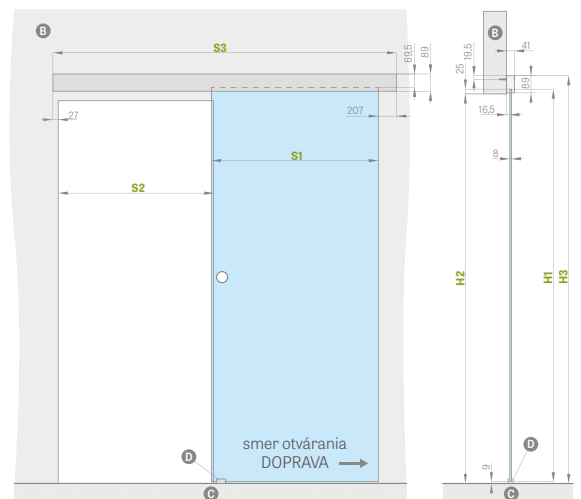 B
S3
69,5
89
27
207
S1
S2
smer otvárania
DOPRAVA
D
C
B
41
19,5
25
89
16,5
8
H2
H1
H3
D
9
C